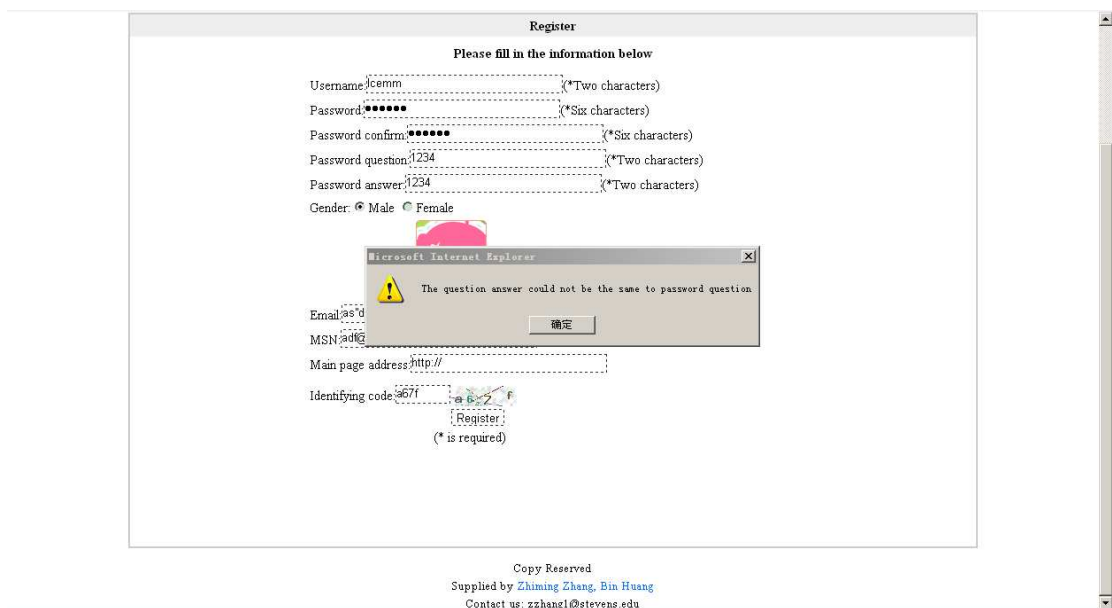 Register
Please fill in the information below
Username: lcemm (*Two characters)
Password: ●●●●●● (*Six characters)
Password confirm: ●●●●●● (*Six characters)
Password question: 1234 (*Two characters)
Password answer: 1234 (*Two characters)
Gender: Male Female
Microsoft Internet Explorer
The question answer could not be the same to password question
确定
Email: as"d
MSN: adf@
Main page address: http://
Identifying code: a67f a67f
Register
(* is required)
Copy Reserved
Supplied by Zhiming Zhang, Bin Huang
Contact us: zzhang1@stevens.edu